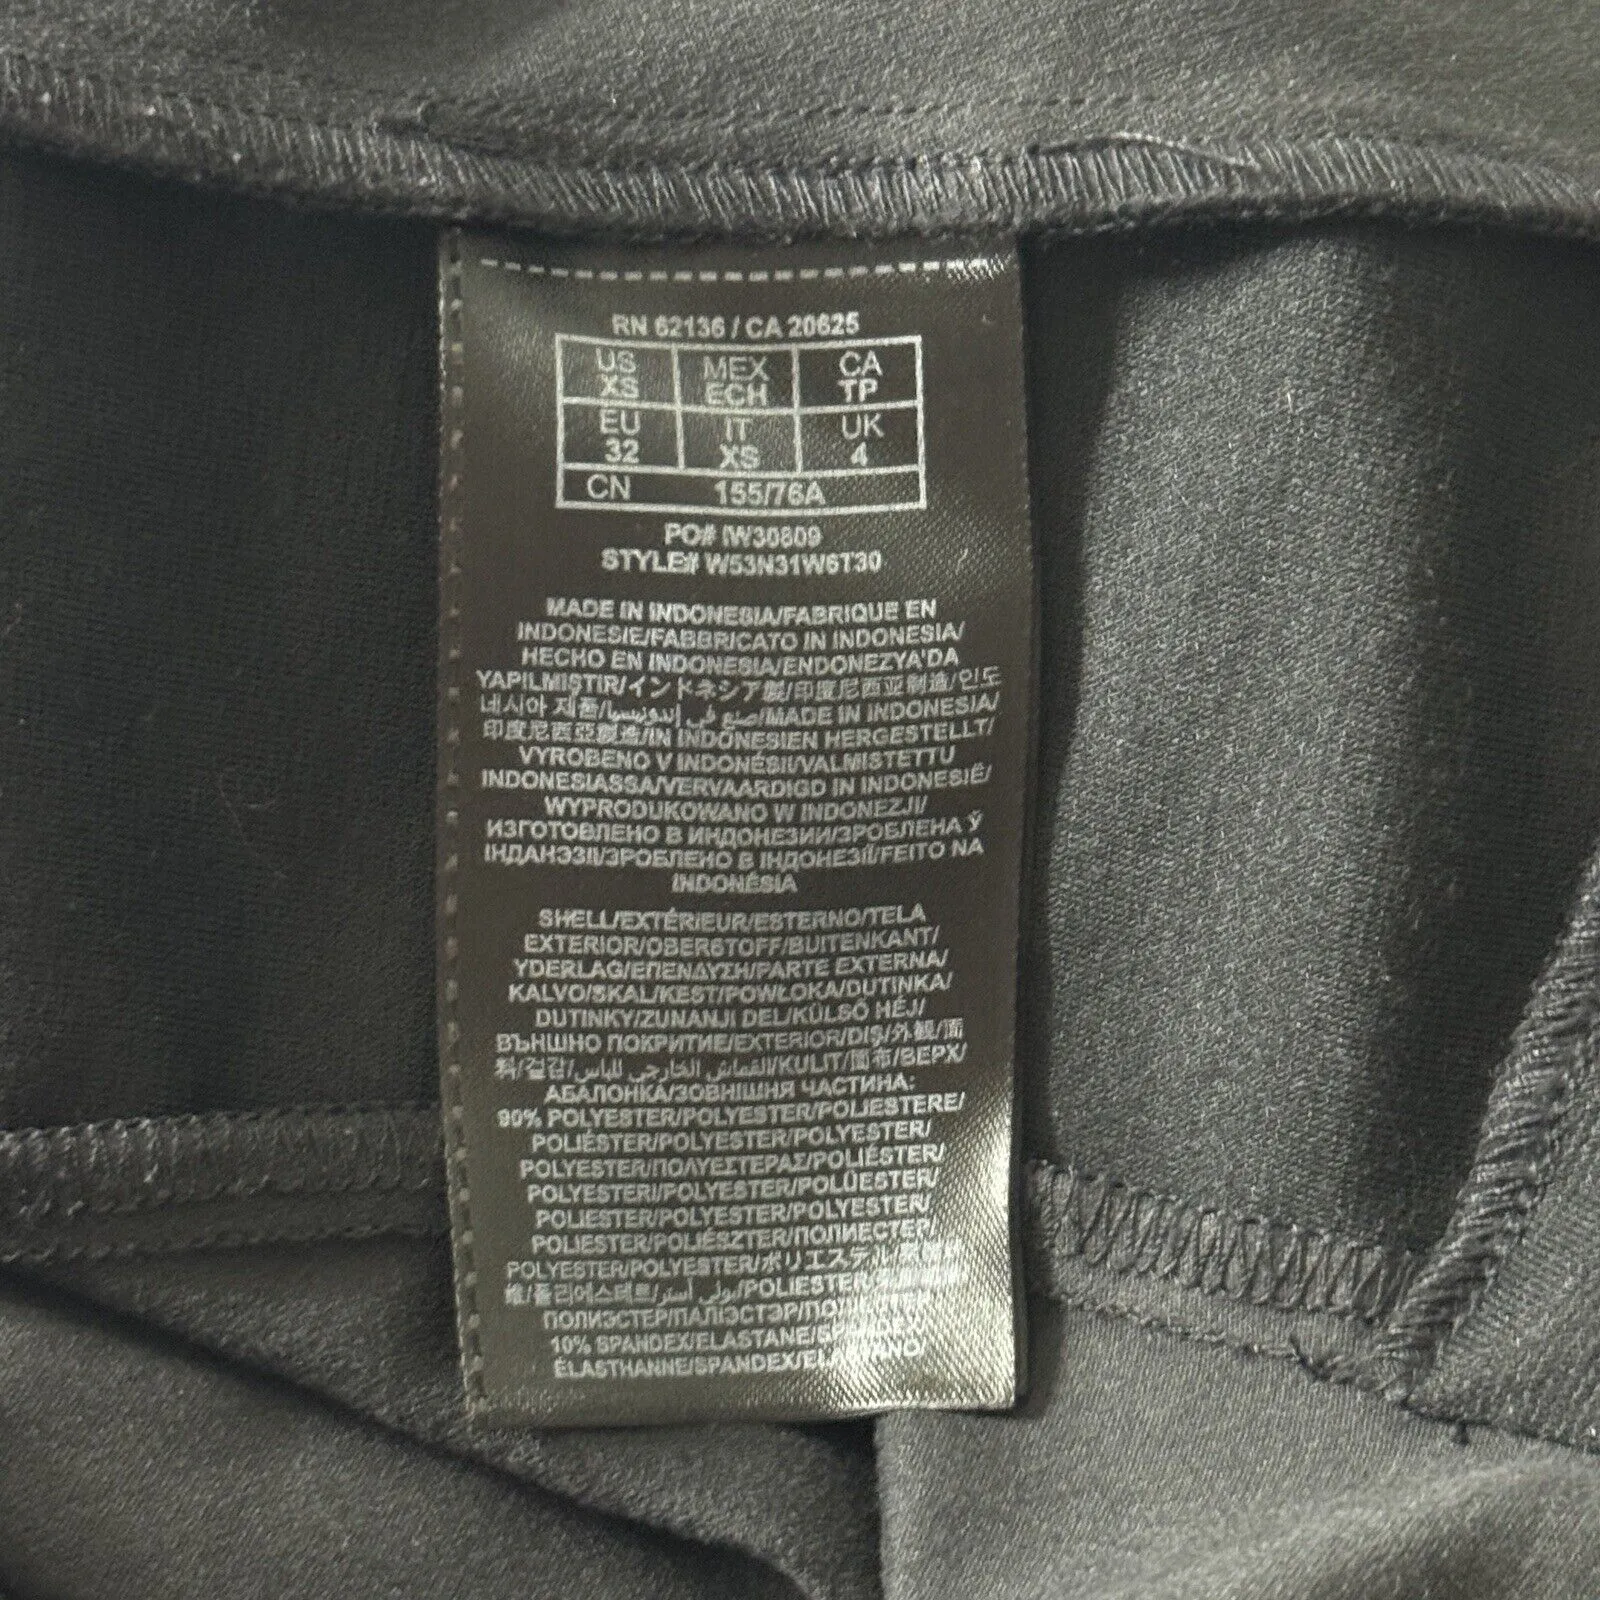 RN 62136 / CA 20625
US MEX CA
XS ECH TP
EU IT UK
32 XS 4
CN 155/76A
PO# IW30809
STYLE# W53N31W6T30
MADE IN INDONESIA/FABRIQUE EN
INDONESIE/FABBRICATO IN INDONESIA/
HECHO EN INDONESIA/ENDONEZYA'DA
YAPILMIŞTIR/インドネシア製/印度尼西亚制造/인도
네시아 제품/صنع في إندونيسيا/MADE IN INDONESIA/
印度尼西亞製造/IN INDONESIEN HERGESTELLT/
VYROBENO V INDONÉSII/VALMISTETTU
INDONESIASSA/VERVAARDIGD IN INDONESIË/
WYPRODUKOWANO W INDONEZJI/
ИЗГОТОВЛЕНО В ИНДОНЕЗИИ/ЗРОБЛЕНА Ў
ІНДАНЭЗІІ/ЗРОБЛЕНО В ІНДОНЕЗІЇ/FEITO NA
INDONÉSIA
SHELL/EXTÉRIEUR/ESTERNO/TELA
EXTERIOR/OBERSTOFF/BUITENKANT/
YDERLAG/ΕΠΕΝΔΥΣΗ/PARTE EXTERNA/
KALVO/SKAL/KEST/POWŁOKA/DUTINKA/
DUTINKY/ZUNANJI DEL/KÜLSŐ HÉJ/
ВЪНШНО ПОКРИТИЕ/EXTERIOR/DIŞ/外観/面
料/겉감/القماش الخارجي للباس/KULIT/面布/ВЕРХ/
АБАЛОНКА/ЗОВНІШНЯ ЧАСТИНА:
90% POLYESTER/POLYESTER/POLIESTERE/
POLIÉSTER/POLYESTER/POLYESTER/
POLYESTER/ΠΟΛΥΕΣΤΕΡΑΣ/POLIÉSTER/
POLYESTERI/POLYESTER/POLÜESTER/
POLIESTER/POLYESTER/POLYESTER/
POLIESTER/POLIÉSZTER/ПОЛИЕСТЕР/
POLYESTER/POLYESTER/ポリエステル/聚酯纤
维/폴리에스테르/بولي أستر/POLIESTER/
ПОЛИЭСТЕР/ПАЛІЭСТЭР/ПОЛІЕСТЕР
10% SPANDEX/ELASTANE/SPANDEX/
ÉLASTHANNE/SPANDEX/ELASTANO/